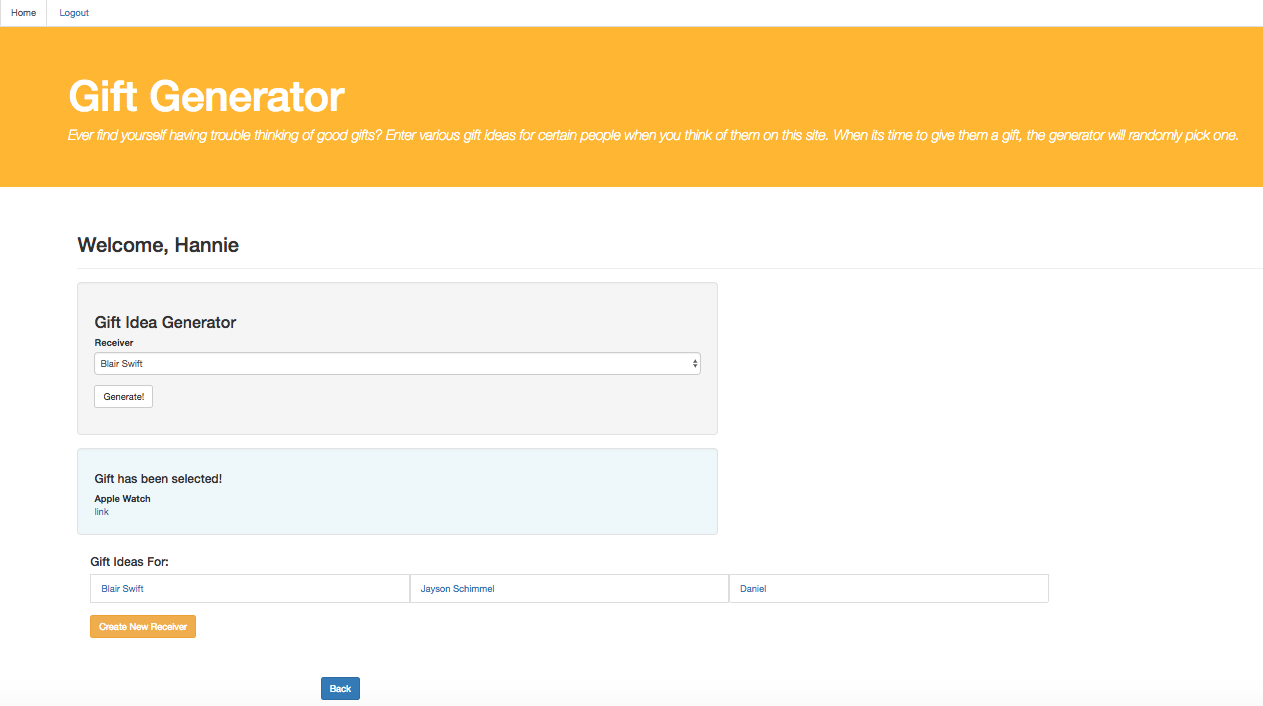 Home Logout
Gift Generator
Ever find yourself having trouble thinking of good gifts? Enter various gift ideas for certain people when you think of them on this site. When its time to give them a gift, the generator will randomly pick one.
Welcome, Hannie
Gift Idea Generator
Receiver
Blair Swift
Generate!
Gift has been selected!
Apple Watch
link
Gift Ideas For:
Blair Swift Jayson Schimmel Daniel
Create New Receiver
Back